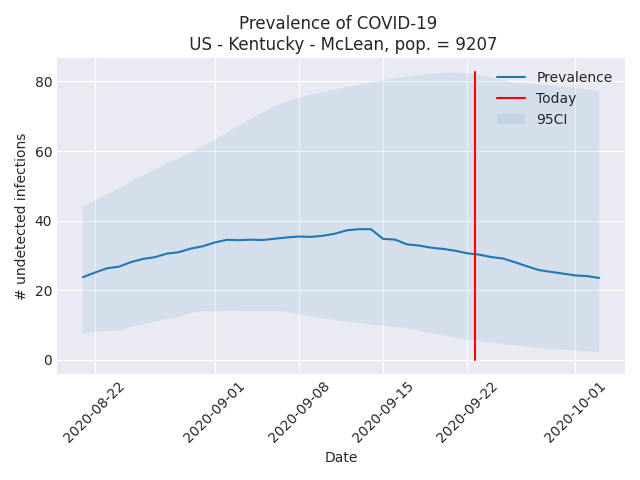 Prevalence of COVID-19
US - Kentucky - McLean, pop. = 9207
Prevalence
Today
95CI
# undetected infections
80
60
40
20
0
2020-08-22
2020-09-01
2020-09-08
2020-09-15
2020-09-22
2020-10-01
Date